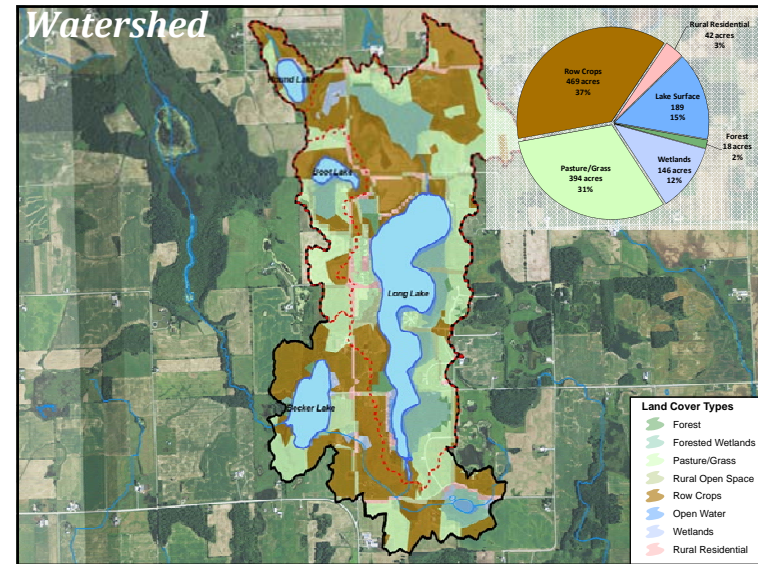 Watershed
Rural Residential
42 acres
3%
Row Crops
469 acres
37%
Lake Surface
189
15%
Forest
18 acres
2%
Wetlands
146 acres
12%
Pasture/Grass
394 acres
31%
Round Lake
Boot Lake
Long Lake
Becker Lake
Land Cover Types
Forest
Forested Wetlands
Pasture/Grass
Rural Open Space
Row Crops
Open Water
Wetlands
Rural Residential